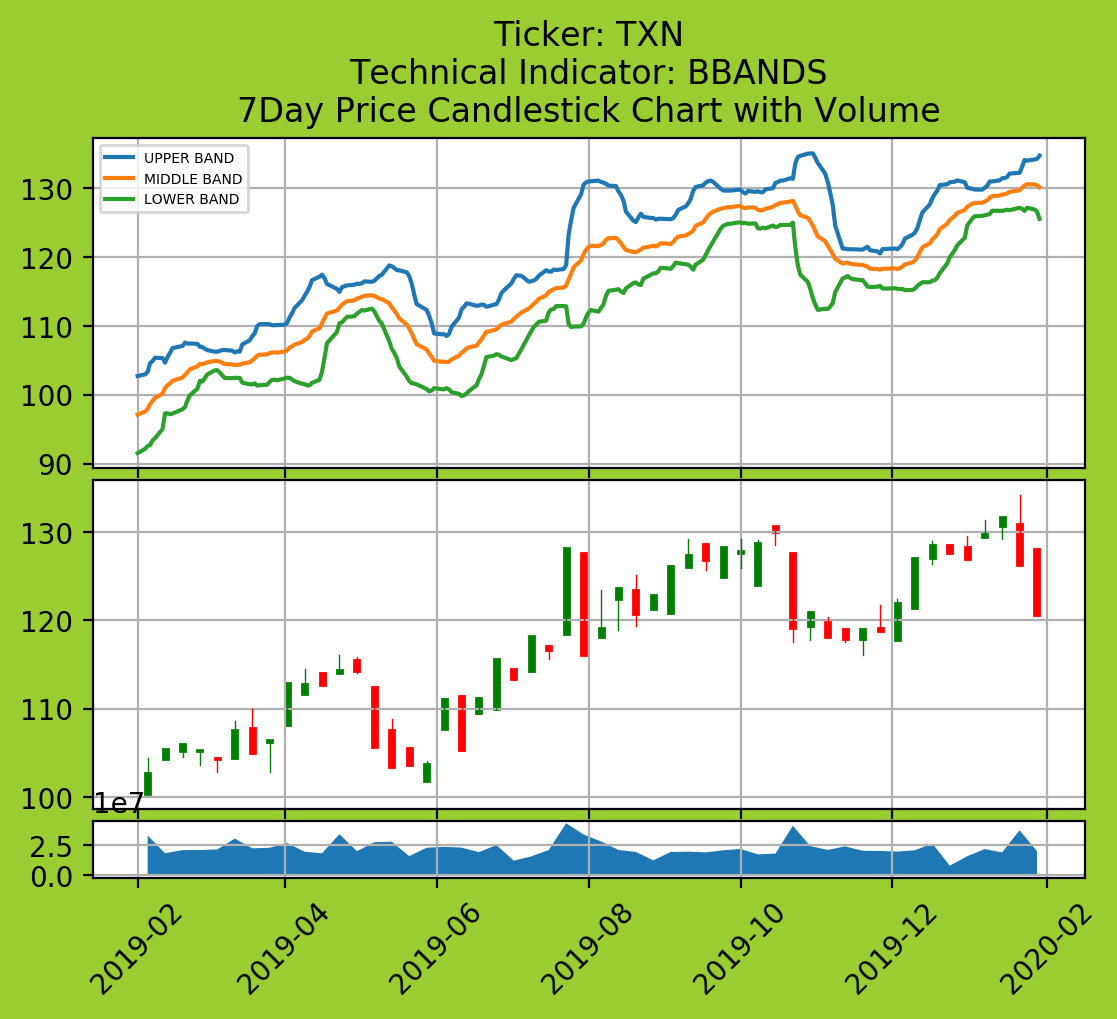 Ticker: TXN
Technical Indicator: BBANDS
7Day Price Candlestick Chart with Volume
UPPER BAND
MIDDLE BAND
LOWER BAND
130
120
110
100
90
130
120
110
100
1e7
2.5
0.0
2019-02
2019-04
2019-06
2019-08
2019-10
2019-12
2020-02